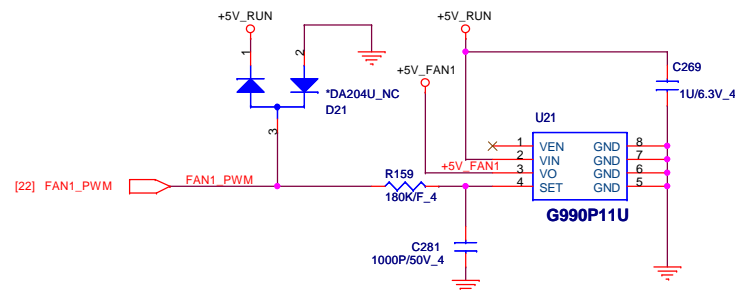 +5V_RUN
+5V_RUN
1
2
*DA204U_NC
D21
3
+5V_FAN1
C269
1U/6.3V_4
U21
1 VEN GND 8
2 VIN GND 7
+5V_FAN1 3 VO GND 6
4 SET GND 5
G990P11U
[22] FAN1_PWM
FAN1_PWM
R159
180K/F_4
C281
1000P/50V_4